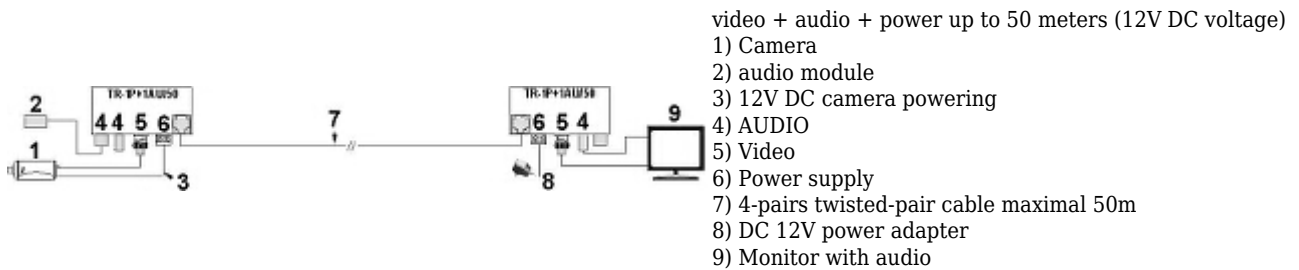 video + audio + power up to 50 meters (12V DC voltage)
1) Camera
2) audio module
3) 12V DC camera powering
4) AUDIO
5) Video
6) Power supply
7) 4-pairs twisted-pair cable maximal 50m
8) DC 12V power adapter
9) Monitor with audio
TR-1P+1AU/50
TR-1P+1AU/50
2
4 4 5 6
7
6 5 4
9
1
3
8